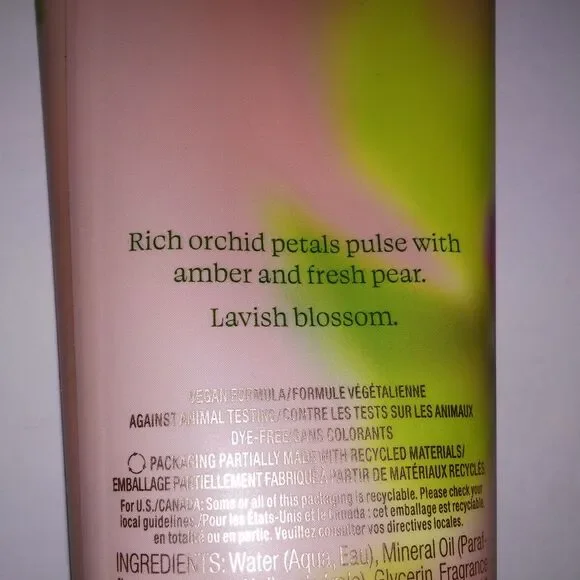 Rich orchid petals pulse with
amber and fresh pear.
Lavish blossom.
VEGAN FORMULA/FORMULE VÉGÉTALIENNE
AGAINST ANIMAL TESTING/CONTRE LES TESTS SUR LES ANIMAUX
DYE-FREE/SANS COLORANTS
PACKAGING PARTIALLY MADE WITH RECYCLED MATERIALS/
EMBALLAGE PARTIELLEMENT FABRIQUÉ À PARTIR DE MATÉRIAUX RECYCLÉS
For U.S./CANADA: Some or all of this packaging is recyclable. Please check your
local guidelines./Pour les États-Unis et le Canada : cet emballage est recyclable,
en totalité ou en partie. Veuillez consulter vos directives locales.
INGREDIENTS: Water (Aqua, Eau), Mineral Oil (Paraf-
Glycerin, Fragrance